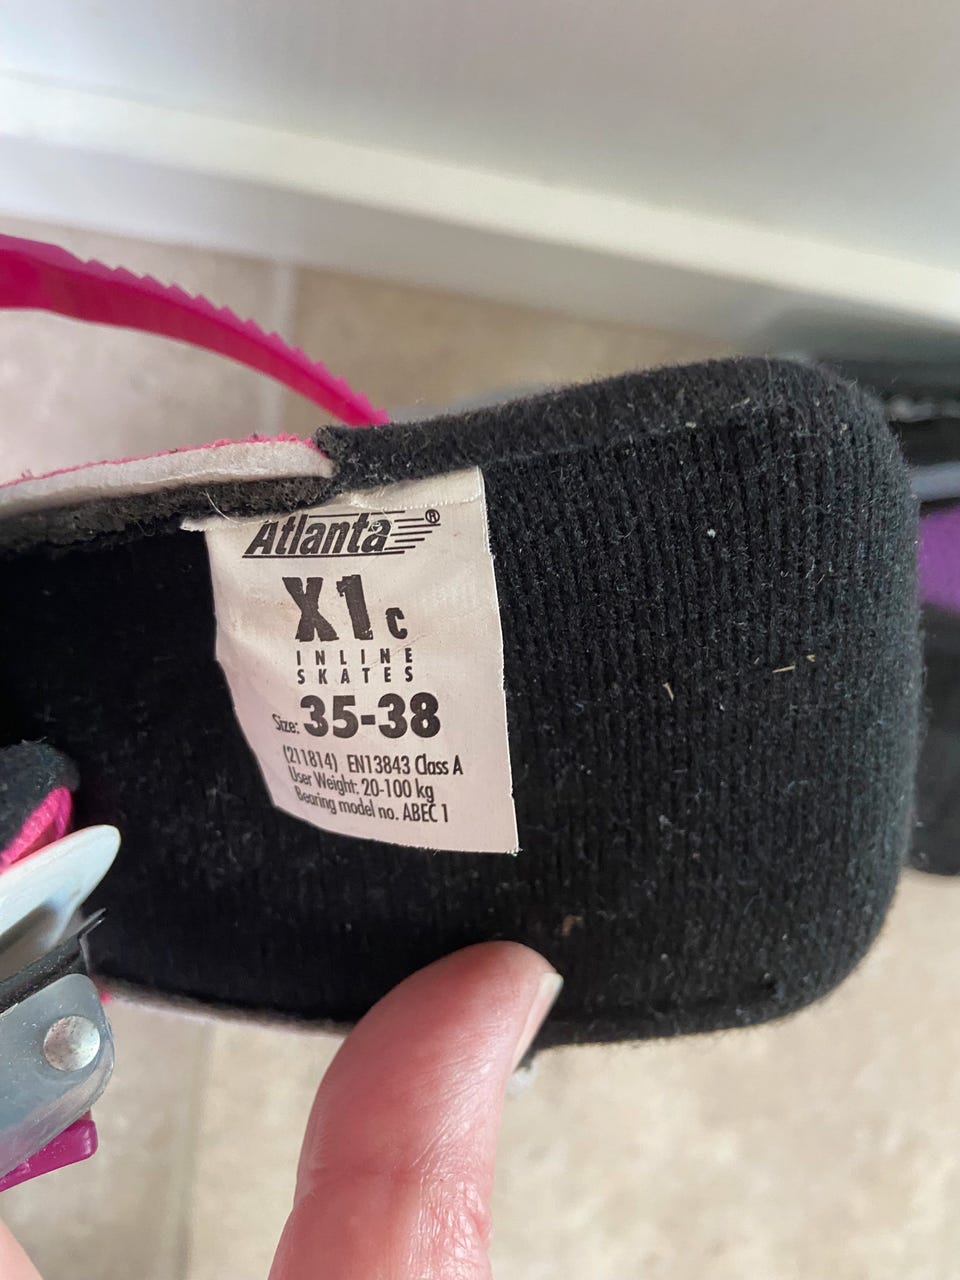 Atlanta®
X1c
INLINE
SKATES
Size: 35-38
(211814) EN13843 Class A
User Weight: 20-100 kg
Bearing model no. ABEC 1